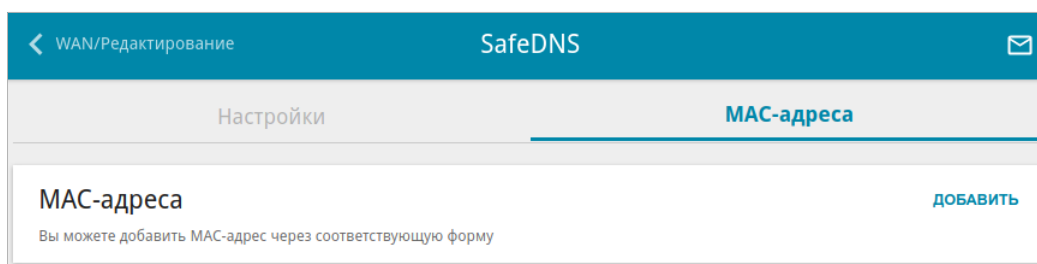 WAN/Редактирование
SafeDNS
Настройки
MAC-адреса
MAC-адреса
ДОБАВИТЬ
Вы можете добавить MAC-адрес через соответствующую форму